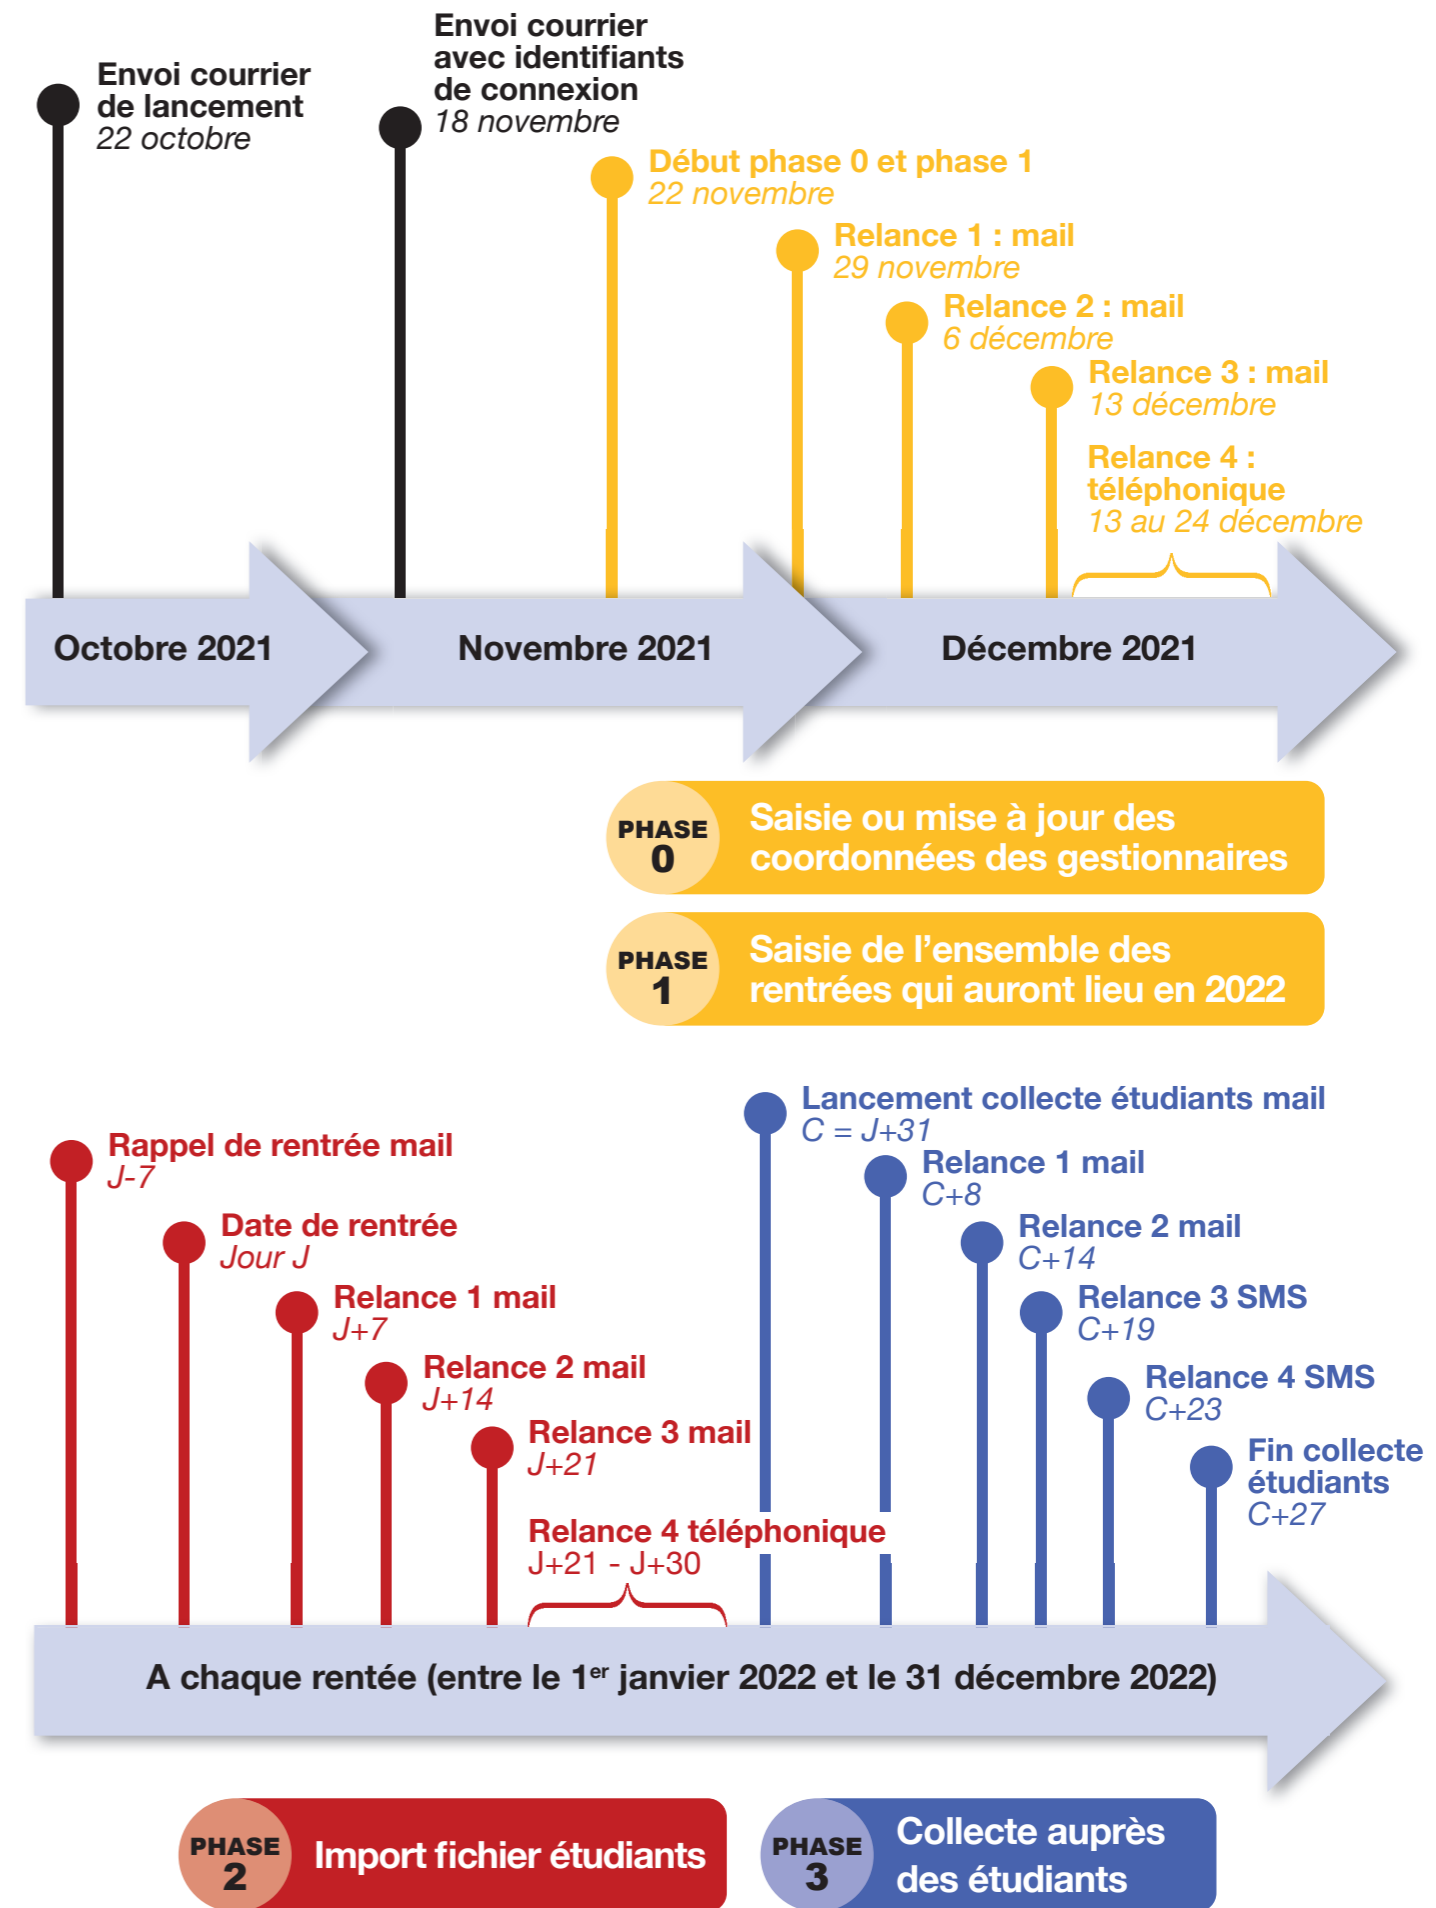 Envoi courrier
de lancement
22 octobre
Envoi courrier
avec identifiants
de connexion
18 novembre
Début phase 0 et phase 1
22 novembre
Relance 1 : mail
29 novembre
Relance 2 : mail
6 décembre
Relance 3 : mail
13 décembre
Relance 4 :
téléphonique
13 au 24 décembre
Octobre 2021
Novembre 2021
Décembre 2021
PHASE
0
Saisie ou mise à jour des
coordonnées des gestionnaires
PHASE
1
Saisie de l’ensemble des
rentrées qui auront lieu en 2022
Rappel de rentrée mail
J-7
Date de rentrée
Jour J
Relance 1 mail
J+7
Relance 2 mail
J+14
Relance 3 mail
J+21
Relance 4 téléphonique
J+21 - J+30
Lancement collecte étudiants mail
C = J+31
Relance 1 mail
C+8
Relance 2 mail
C+14
Relance 3 SMS
C+19
Relance 4 SMS
C+23
Fin collecte
étudiants
C+27
A chaque rentée (entre le 1er janvier 2022 et le 31 décembre 2022)
PHASE
2
Import fichier étudiants
PHASE
3
Collecte auprès
des étudiants